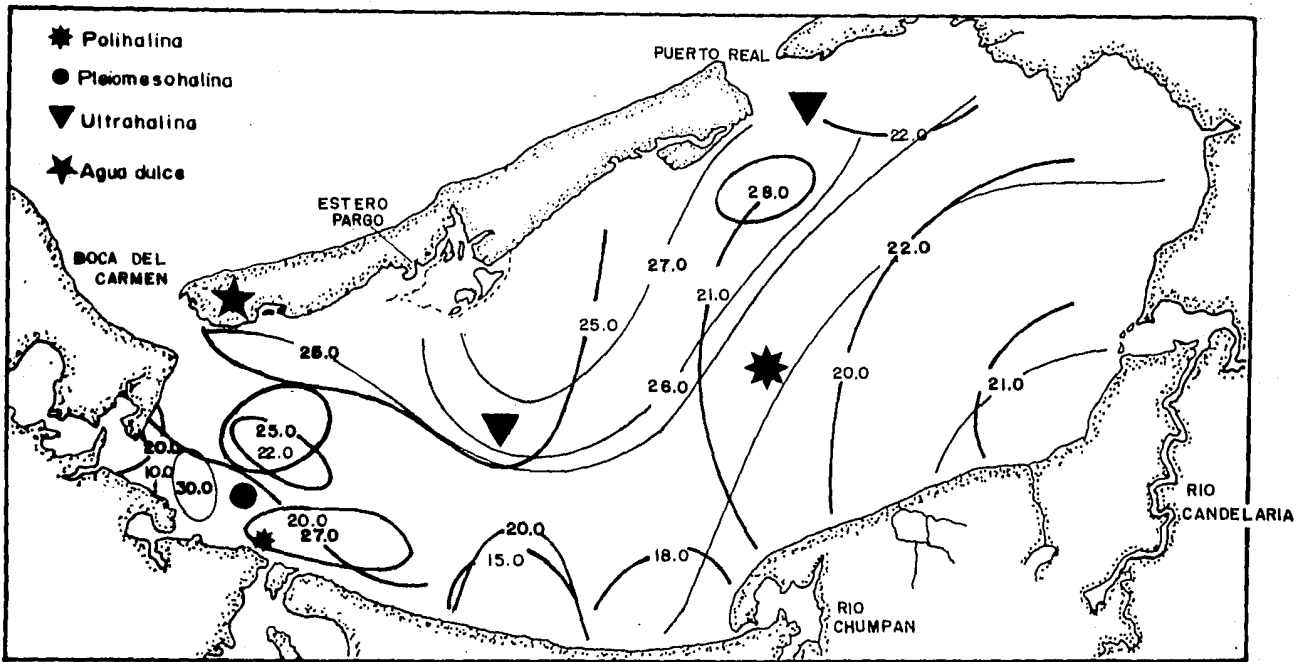 Polihalina
Pleiomesohalina
Ultrahalina
Agua dulce
PUERTO REAL
ESTERO
PARGO
BOCA DEL
CARMEN
22.0
28.0
22.0
27.0
21.0
25.0
25.0
26.0
20.0
21.0
25.0
22.0
20.0
10.0
30.0
20.0
27.0
20.0
15.0
18.0
RIO
CANDELARIA
RIO
CHUMPAN